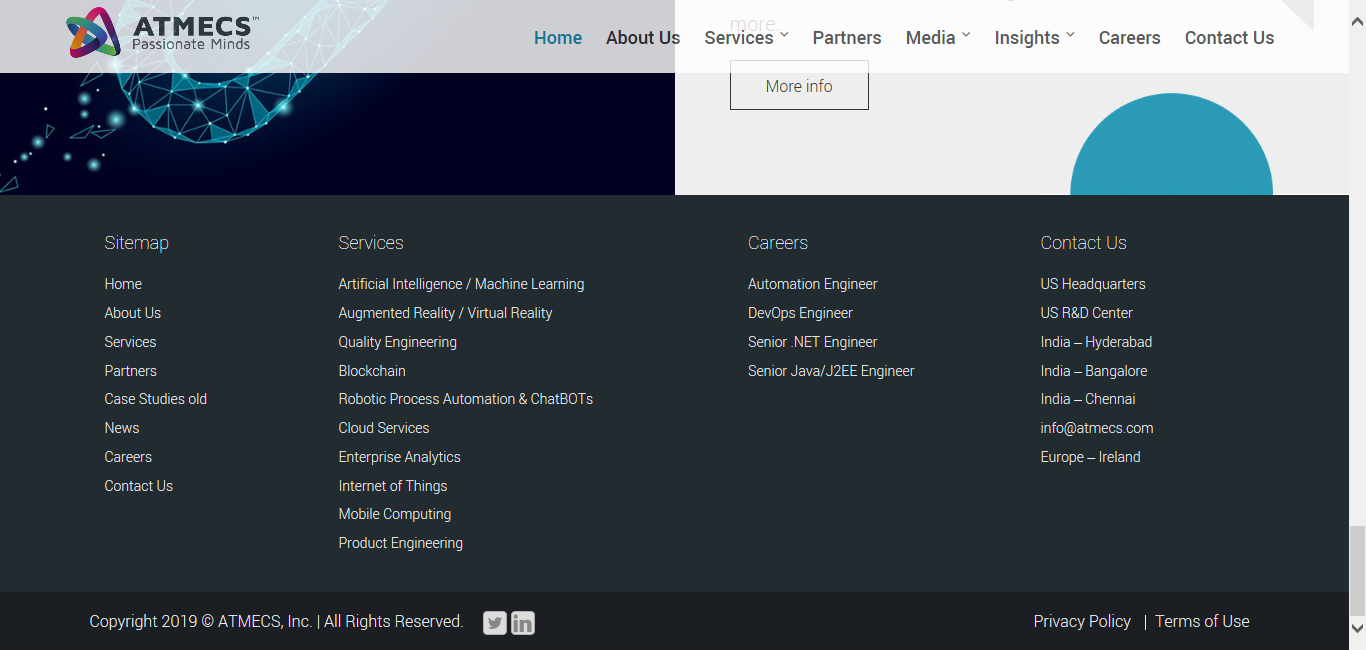 ATMECS™
Passionate Minds
Home About Us Services Partners Media Insights Careers Contact Us
more.
More info
Sitemap
Home
About Us
Services
Partners
Case Studies old
News
Careers
Contact Us
Services
Artificial Intelligence / Machine Learning
Augmented Reality / Virtual Reality
Quality Engineering
Blockchain
Robotic Process Automation & ChatBOTs
Cloud Services
Enterprise Analytics
Internet of Things
Mobile Computing
Product Engineering
Careers
Automation Engineer
DevOps Engineer
Senior .NET Engineer
Senior Java/J2EE Engineer
Contact Us
US Headquarters
US R&D Center
India – Hyderabad
India – Bangalore
India – Chennai
info@atmecs.com
Europe – Ireland
Copyright 2019 © ATMECS, Inc. | All Rights Reserved. in
Privacy Policy | Terms of Use